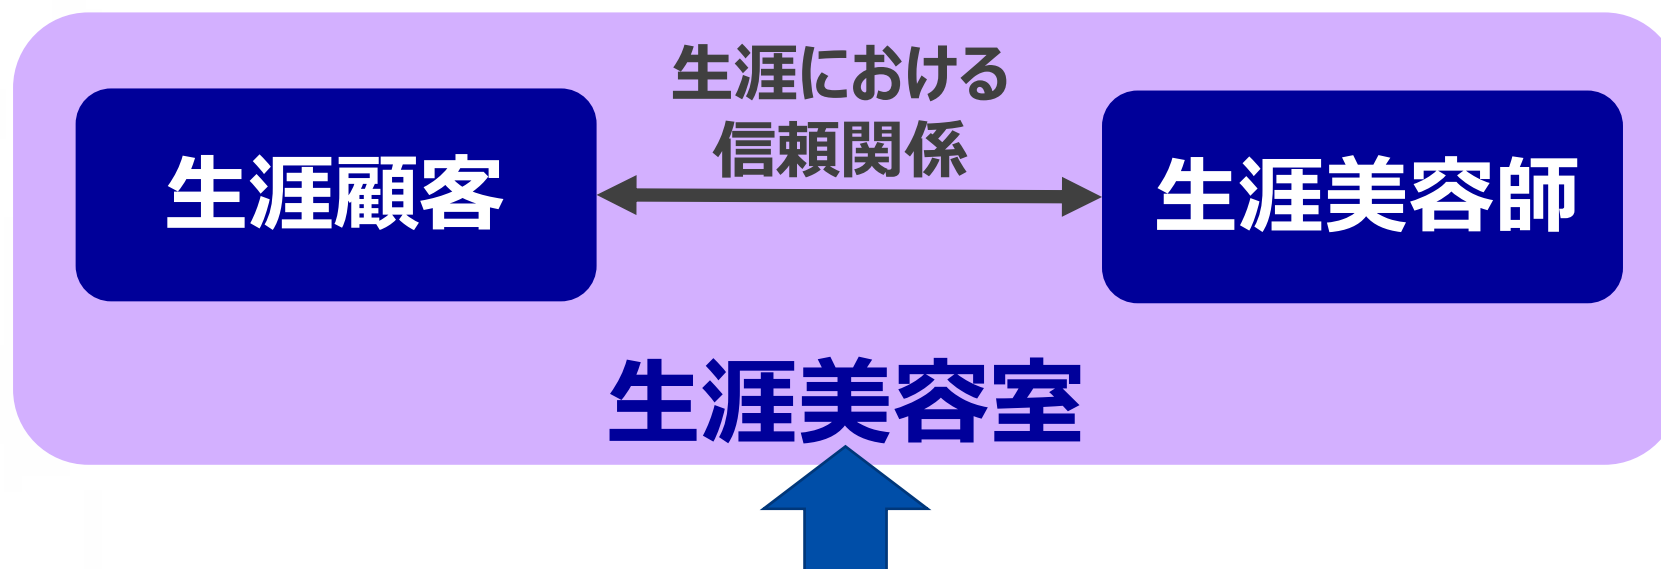 生涯における
信頼関係
生涯顧客
生涯美容師
生涯美容室